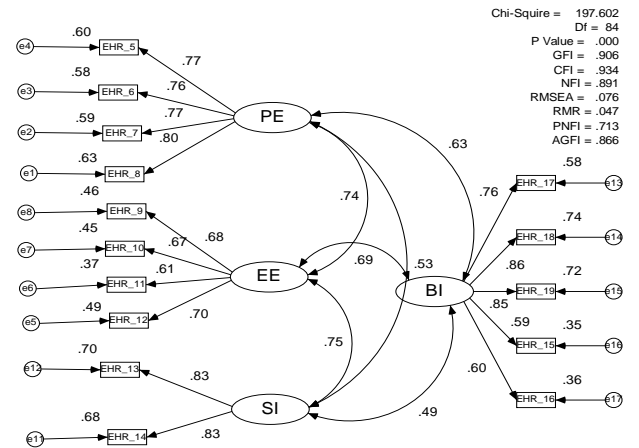 Chi-Squire = 197.602
Df = 84
P Value = .000
GFI = .906
CFI = .934
NFI = .891
RMSEA = .076
RMR = .047
PNFI = .713
AGFI = .866
.60
e4 EHR_5
.77
.58
e3 EHR_6
.76
.59
e2 EHR_7
.77
.63
e1 EHR_8
.80
PE
.46
e8 EHR_9
.68
.45
e7 EHR_10
.67
.37
e6 EHR_11
.61
.49
e5 EHR_12
.70
EE
.70
e12 EHR_13
.83
.68
e11 EHR_14
.83
SI
.63
.74
.69
.53
.75
.49
BI
.58
.76
EHR_17 e13
.74
.86
EHR_18 e14
.72
.85
EHR_19 e15
.59
.35
EHR_15 e16
.60
.36
EHR_16 e17